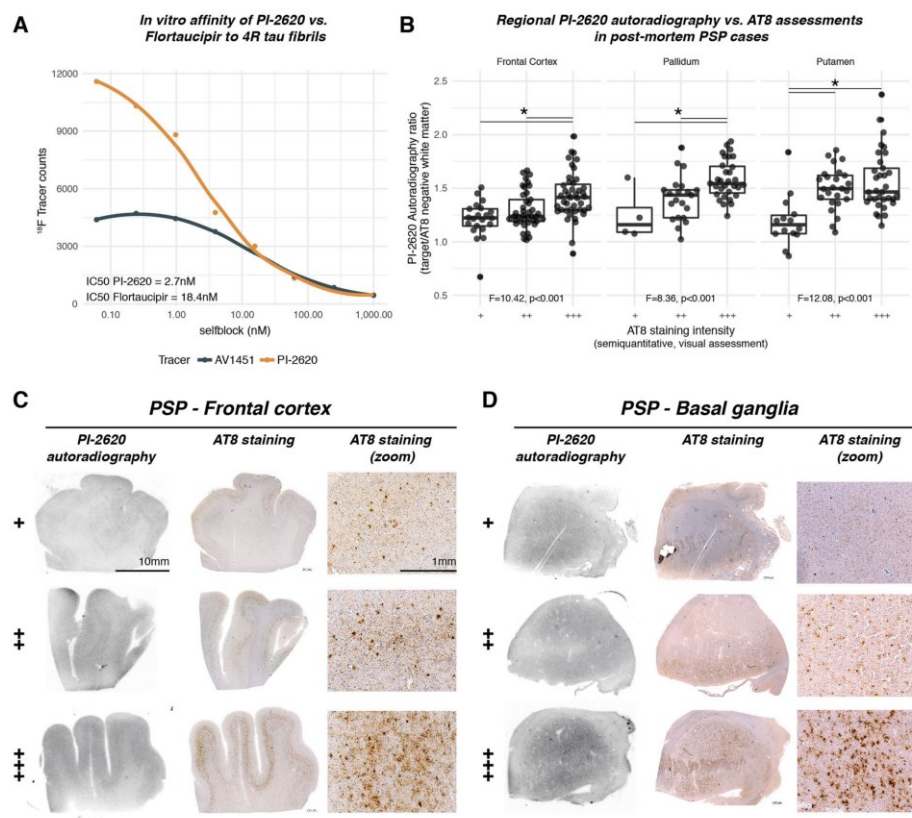 A
In vitro affinity of PI-2620 vs.
Flortaucipir to 4R tau fibrils
12000
9000
6000
3000
0
18F Tracer counts
IC50 PI-2620 = 2.7nM
IC50 Flortaucipir = 18.4nM
0.10 1.00 10.00 100.00 1,000.00
selfblock (nM)
Tracer AV1451 PI-2620
B
Regional PI-2620 autoradiography vs. AT8 assessments
in post-mortem PSP cases
Frontal Cortex Pallidum Putamen
2.5
2.0
1.5
1.0
0.5
PI-2620 Autoradiography ratio
(target/AT8 negative white matter)
* * *
F=10.42, p<0.001 F=8.36, p<0.001 F=12.08, p<0.001
+ ++ +++ + ++ +++ + ++ +++
AT8 staining intensity
(semiquantitative, visual assessment)
C
PSP - Frontal cortex
PI-2620
autoradiography
AT8 staining
AT8 staining
(zoom)
+
10mm
1mm
++
+++
D
PSP - Basal ganglia
PI-2620
autoradiography
AT8 staining
AT8 staining
(zoom)
+
++
+++